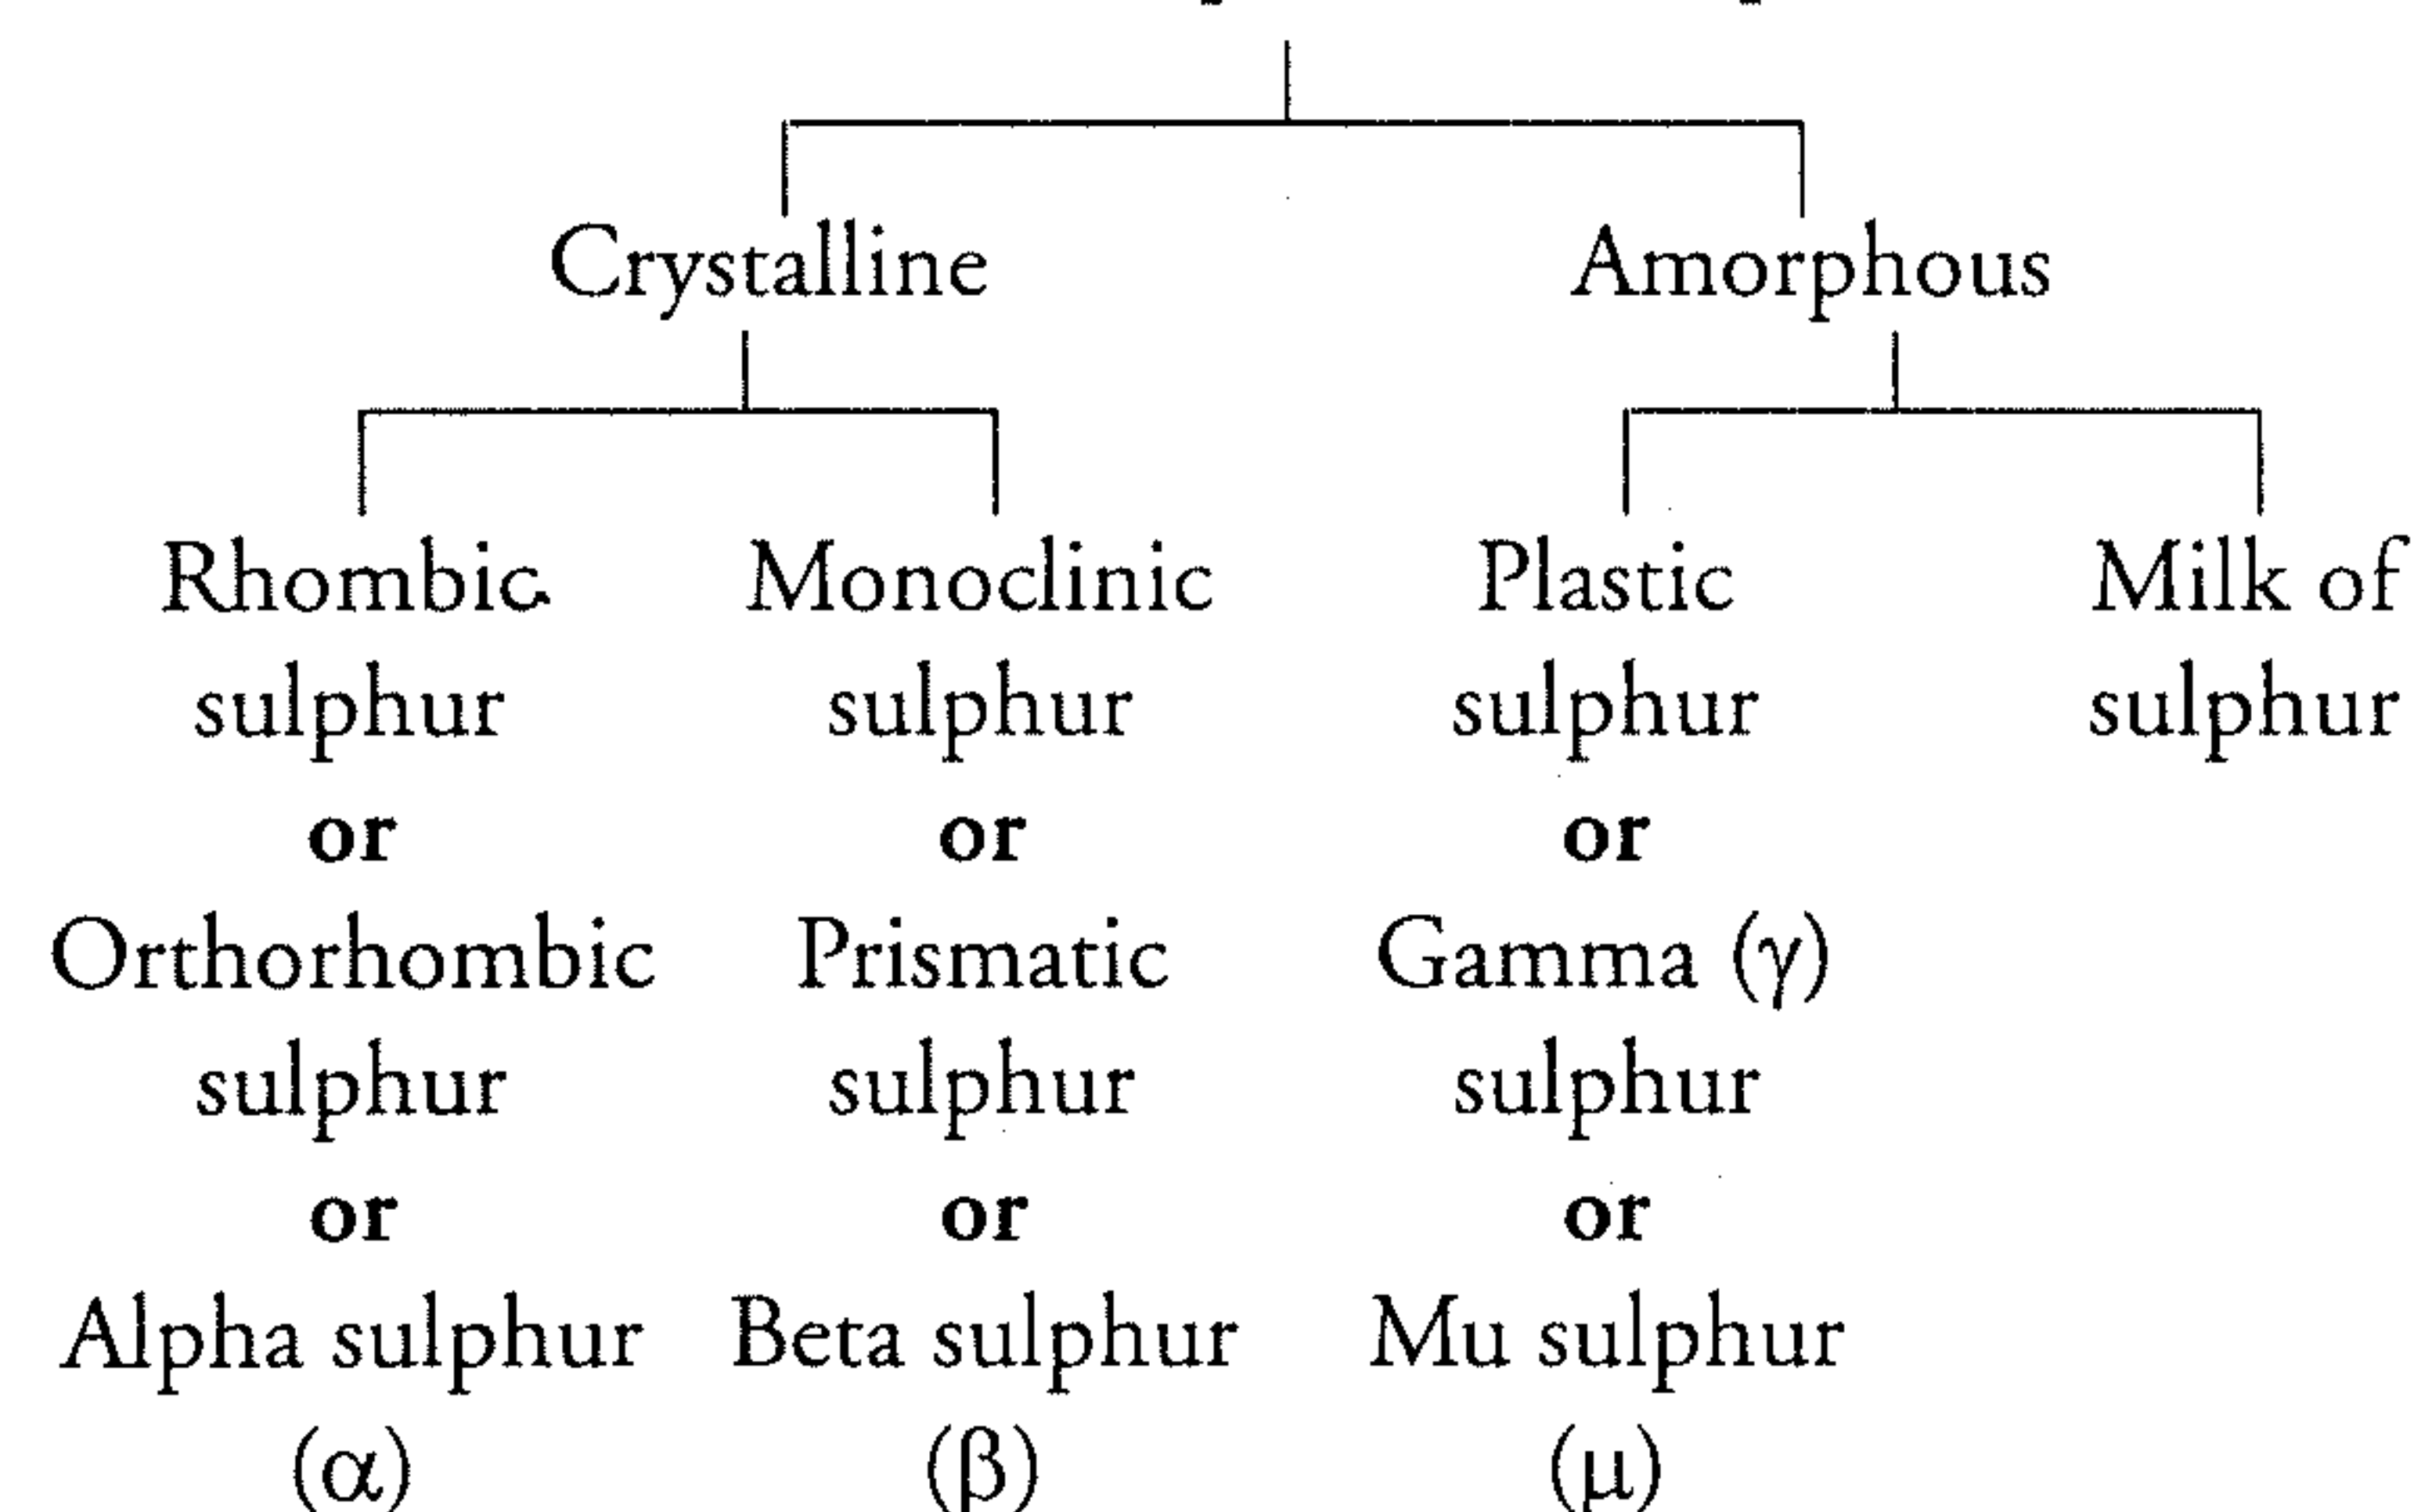 Crystalline Amorphous
Rhombic Monoclinic Plastic Milk of
sulphur sulphur sulphur sulphur
or or or
Orthorhombic Prismatic Gamma (γ)
sulphur sulphur sulphur
or or or
Alpha sulphur Beta sulphur Mu sulphur
(α) (β) (μ)